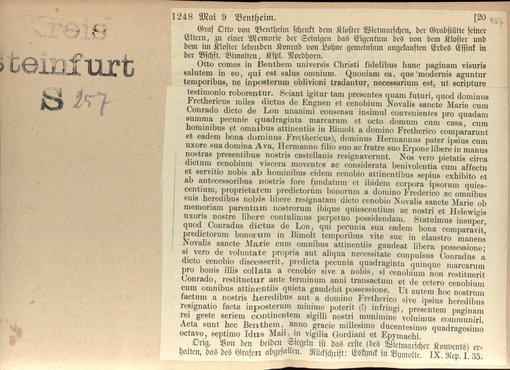 Kreis
Steinfurt
S 257
1248 Mai 9 Bentheim. [20
257
Graf Otto von Bentheim schenkt dem Kloster Wietmarschen, der Grabstätte seiner
Eltern, zu einer Memorie der Seinigen das Eigentum des von dem Kloster und
dem im Kloster lebenden Konrad von Lohne gemeinsam angekauften Erbes Essink in
der Bschft. Bimolten, Kspl. Nordhorn.
Otto comes in Benthem universis Christi fidelibus hanc paginam visuris
salutem in eo, qui est salus omnium. Quoniam ea, que modernis aguntur
temporibus, ne inposterum oblivioni tradantur, necessarium est, ut scripture
testimonio roborentur. Sciant igitur tam presentes quam futuri, quod dominus
Frethericus miles dictus de Engnen et cenobium Novalis sancte Marie cum
Conrado dicto de Lon unanimi consensu insimul convenientes pro quadam
summa pecunie quadraginta marcarum et octo domum cum casa, cum
hominibus et omnibus attinentiis in Bimolt a domino Fretherico compararunt
et eadem bona dominus Fre(thericus), dominus Hermannus pater ipsius cum
uxore sua domina Ava, Hermanno filio suo ac fratre suo Erpone libere in manus
nostras presentibus nostris castellanis resignaverunt. Nos vero pietatis circa
dictum cenobium viscera moventes ac considerata benivolentia cum affectu
et servitio nobis ab hominibus eidem cenobio attinentibus sepius exhibito et
ab antecessoribus nostris fore fundatum et ibidem corpora ipsorum quies-
centium, proprietatem predictorum bonorum a domino Frederico ac omnibus
suis heredibus nobis libere resignatam dicto cenobio Novalis sancte Marie ob
memoriam parentum nostrorum ibique quiescentium ac nostri et Helewigis
uxoris nostre libere contulimus perpetuo possidendam. Statuimus insuper,
quod Conradus dictus de Lon, qui pecunia sua eadem bona comparavit,
predictorum bonorum in Bimolt temporibus vite sue in claustro manens
Novalis sancte Marie cum omnibus attinentiis gaudeat libera possessione;
si vero de voluntate propria aut aliqua necessitate conpulsus Conradus a
dicto cenobio discesserit, predicta pecunia quadraginta quinque marcarum
pro bonis illis collata a cenobio sive a nobis, si cenobium non restituerit
Conrado, restituetur ante terminum anni transactum et de cetero cenobium
cum omnibus attinentiis quieta gaudebit possessione. Ut autem hoc nostrum
factum a nostris heredibus aut a domino Fretherico sive ipsius heredibus
resignatio facta inposterum minime poterit (!) infringi, presentem paginam
rei geste seriem continentem sigilli nostri munimine voluimus communiri.
Acta sunt hec Benthem, anno gracie millesimo ducentesimo quadragesimo
octavo, septimo Idus Maii, in vigilia Gordiani et Epymachi.
Orig. Von den beiden Siegeln ist das erste (des Wietmarscher Konvents) er-
halten, das des Grafen abgefallen. Rückschrift: Eskynck in Bymolte. IX. Rep. I. 35.